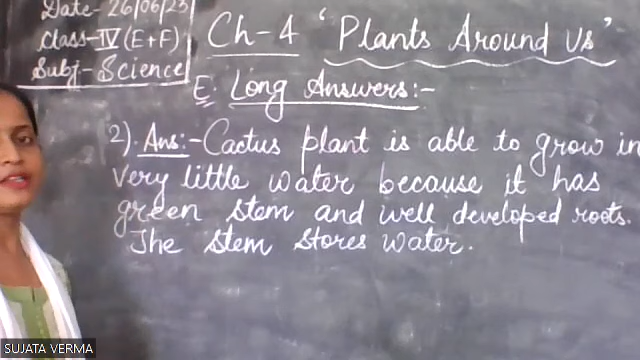 Date- 26/06/23
Class-IV (E+F)
Subj- Science
Ch-4 'Plants Around Us'
E. Long Answers:-
2). Ans:- Cactus plant is able to grow in
very little water because it has
green stem and well developed roots.
The stem stores water.
SUJATA VERMA